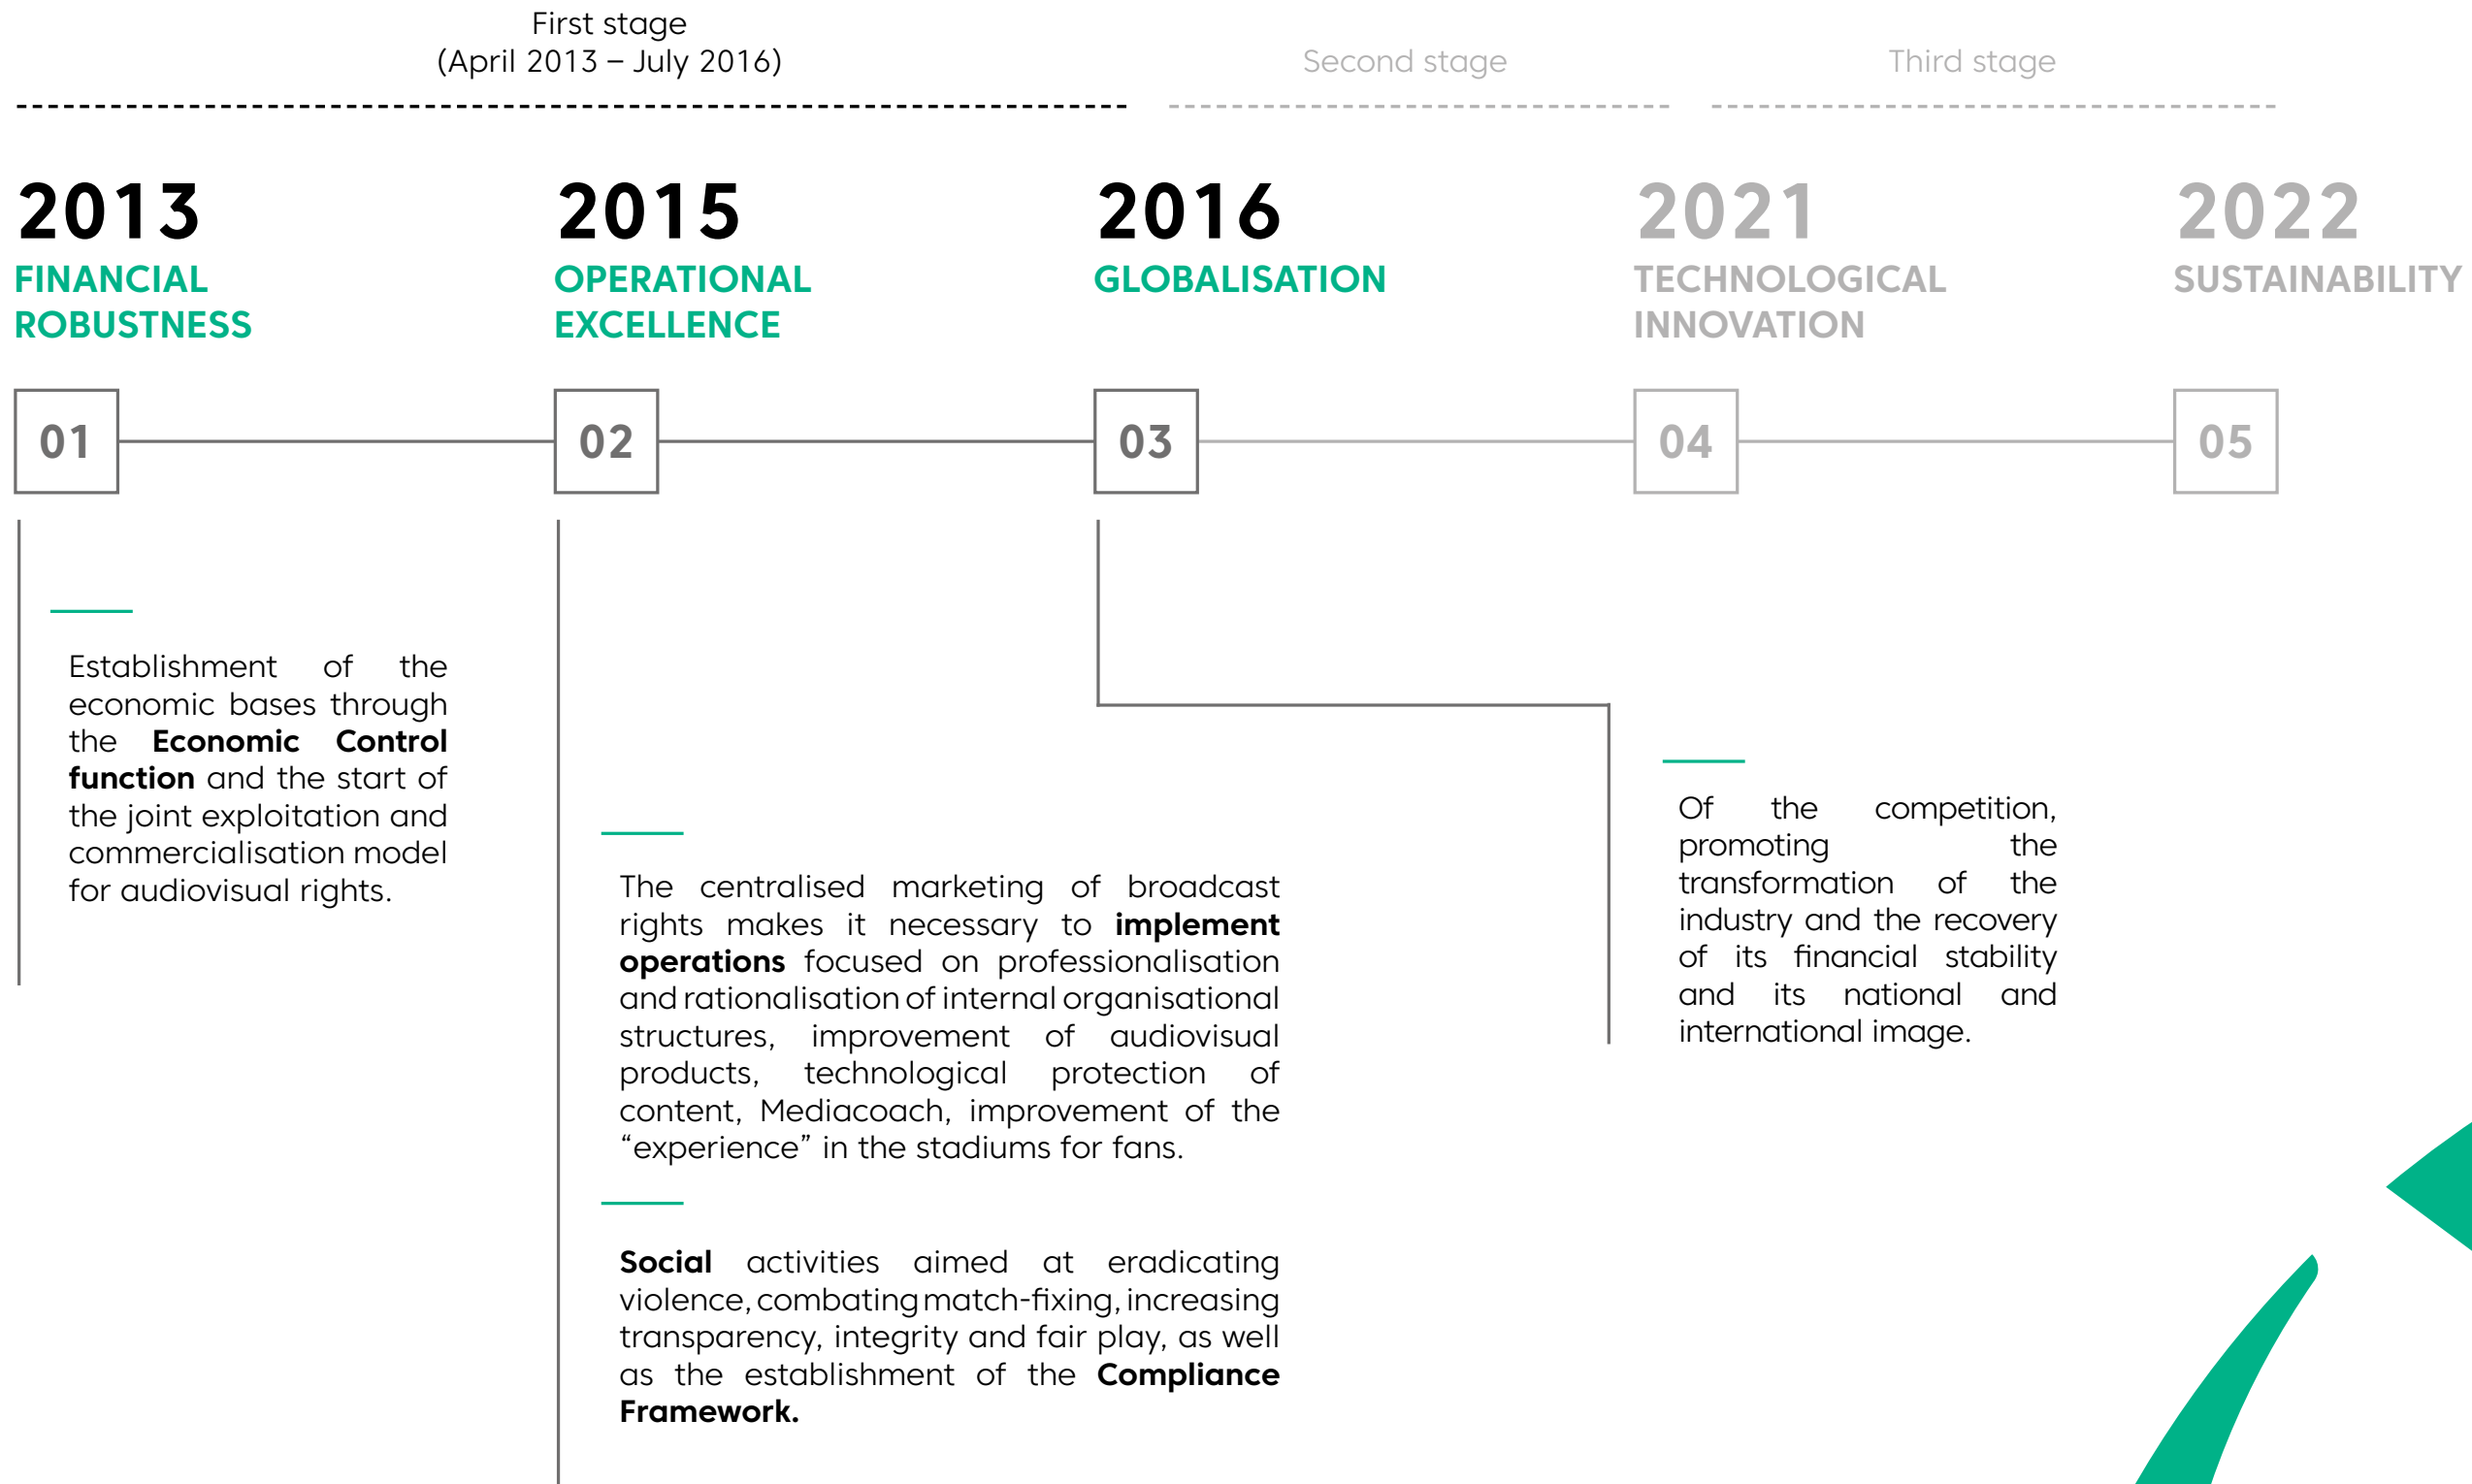 First stage
(April 2013 – July 2016)
Second stage
Third stage
2013
FINANCIAL
ROBUSTNESS
2015
OPERATIONAL
EXCELLENCE
2016
GLOBALISATION
2021
TECHNOLOGICAL
INNOVATION
2022
SUSTAINABILITY
01
02
03
04
05
Establishment of the
economic bases through
the Economic Control
function and the start of
the joint exploitation and
commercialisation model
for audiovisual rights.
The centralised marketing of broadcast
rights makes it necessary to implement
operations focused on professionalisation
and rationalisation of internal organisational
structures, improvement of audiovisual
products, technological protection of
content, Mediacoach, improvement of the
“experience” in the stadiums for fans.
Social activities aimed at eradicating
violence, combating match-fixing, increasing
transparency, integrity and fair play, as well
as the establishment of the Compliance
Framework.
Of the competition,
promoting the
transformation of the
industry and the recovery
of its financial stability
and its national and
international image.